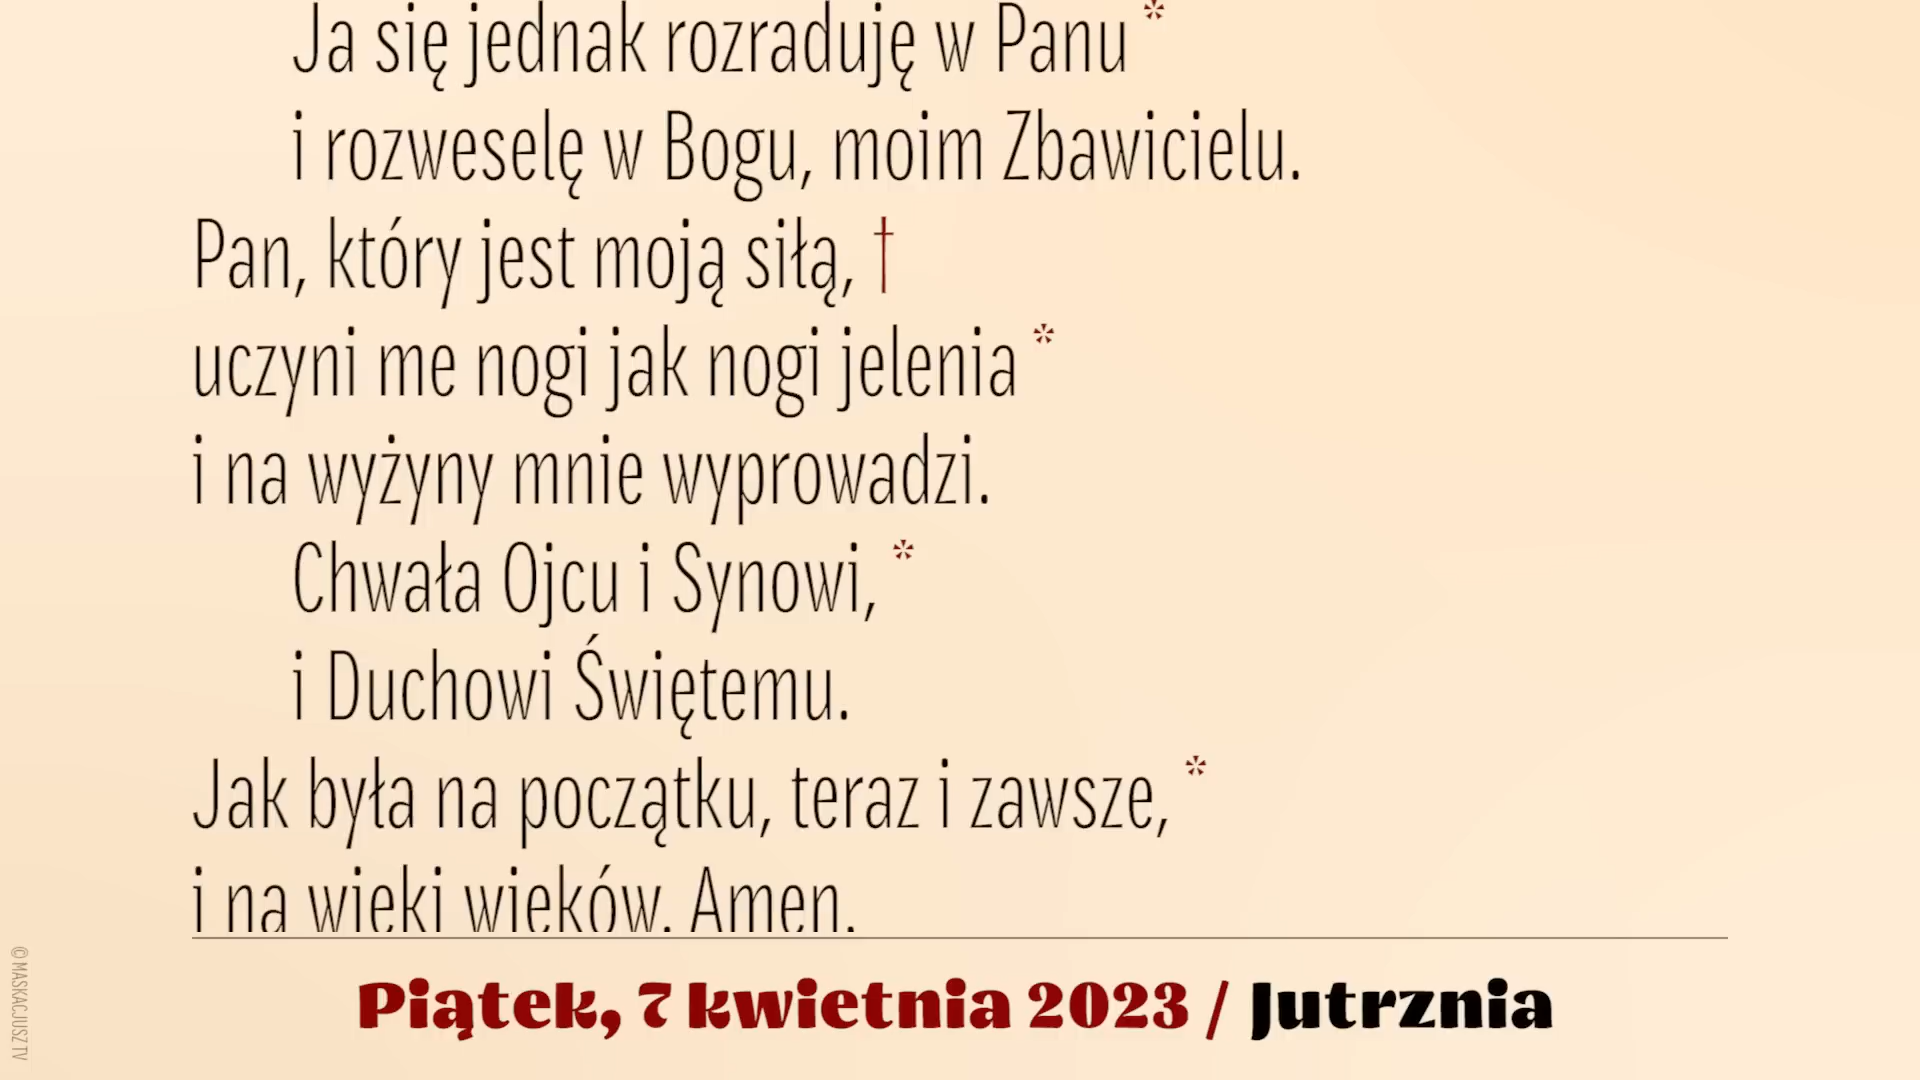 Ja się jednak rozraduję w Panu *
i rozweselę w Bogu, moim Zbawicielu.
Pan, który jest moją siłą, †
uczyni me nogi jak nogi jelenia *
i na wyżyny mnie wyprowadzi.
Chwała Ojcu i Synowi, *
i Duchowi Świętemu.
Jak była na początku, teraz i zawsze, *
i na wieki wieków. Amen.
Piątek, 7 kwietnia 2023 / Jutrznia
© MASKACJUSZ TV